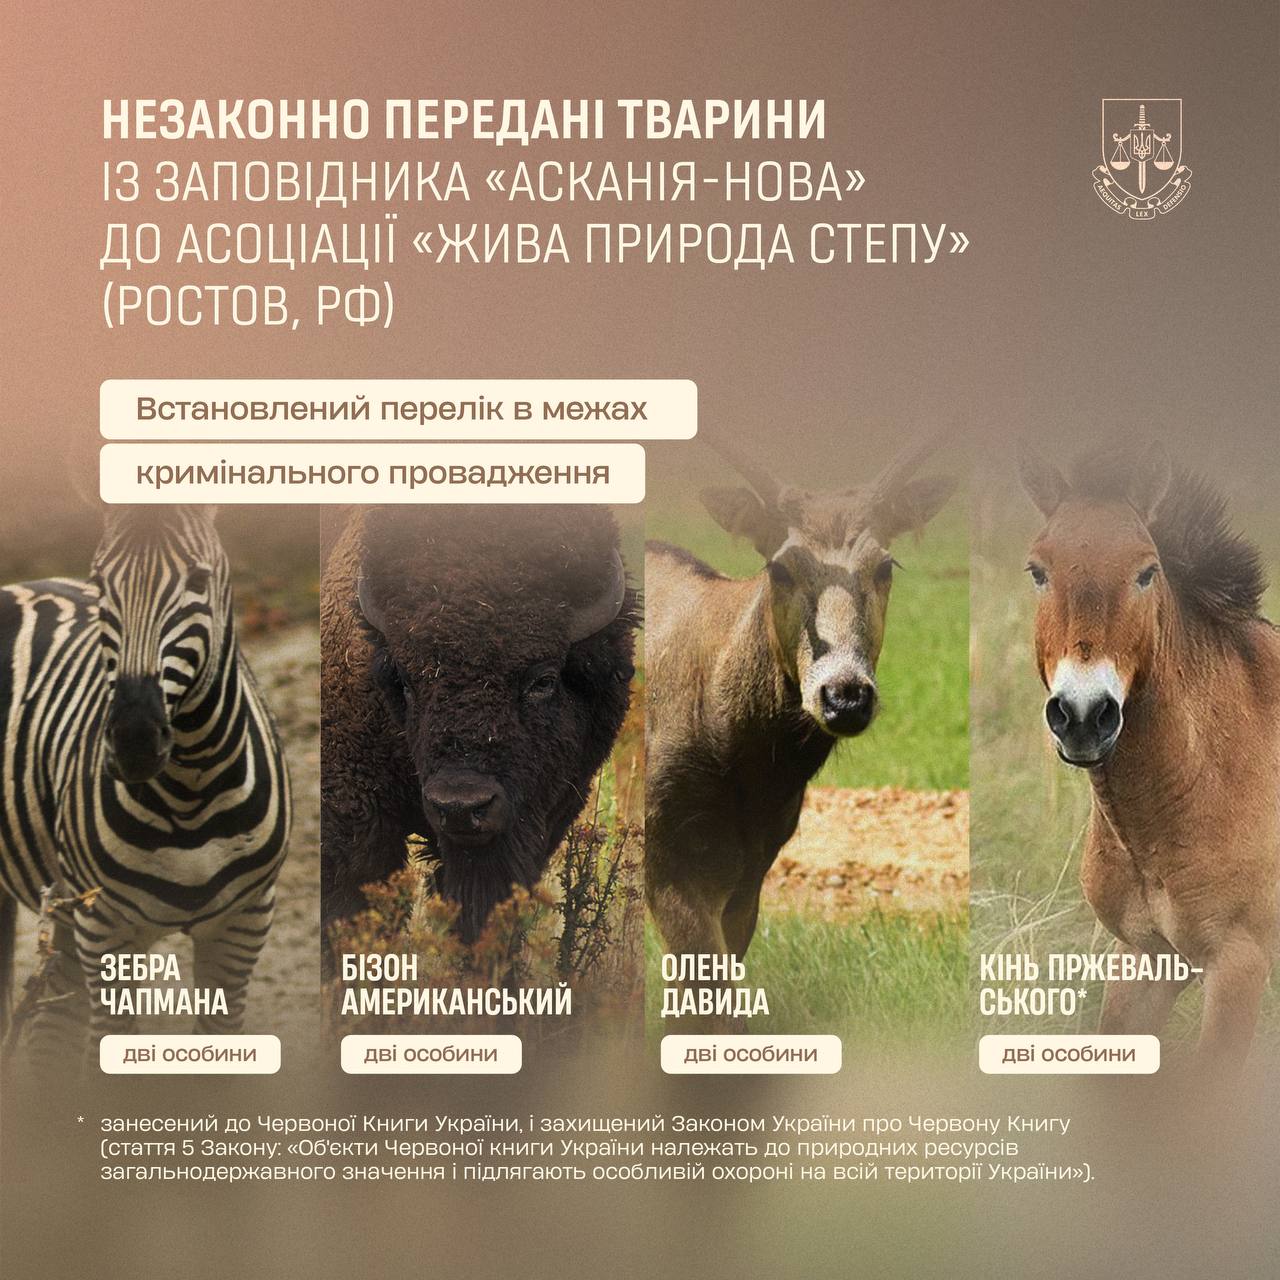 НЕЗАКОННО ПЕРЕДАНІ ТВАРИНИ
ІЗ ЗАПОВІДНИКА «АСКАНІЯ-НОВА»
ДО АСОЦІАЦІЇ «ЖИВА ПРИРОДА СТЕПУ»
(РОСТОВ, РФ)
AEQUITAS LEX DEFENSIO
Встановлений перелік в межах
кримінального провадження
ЗЕБРА
ЧАПМАНА
дві особини
БІЗОН
АМЕРИКАНСЬКИЙ
дві особини
ОЛЕНЬ
ДАВИДА
дві особини
КІНЬ ПРЖЕВАЛЬ-
СЬКОГО*
дві особини
* занесений до Червоної Книги України, і захищений Законом України про Червону Книгу
(стаття 5 Закону: «Об'єкти Червоної книги України належать до природних ресурсів
загальнодержавного значення і підлягають особливій охороні на всій території України»).